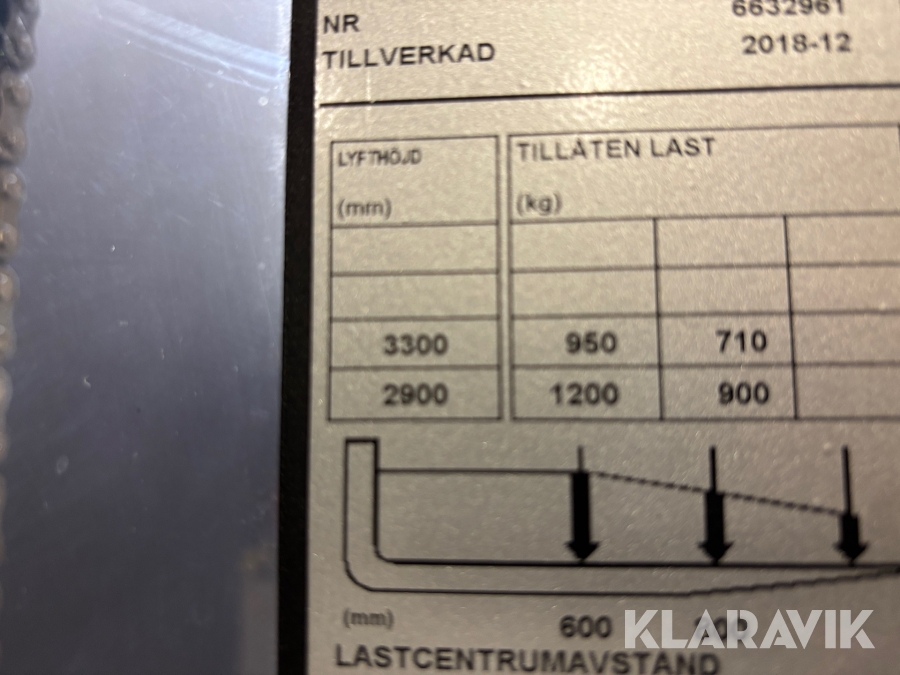 NR 6632961
TILLVERKAD 2018-12
LYFTHÖJD TILLÅTEN LAST
(mm) (kg)
3300 950 710
2900 1200 900
(mm) 600
KLARAVIK
LASTCENTRUMAVSTÅND